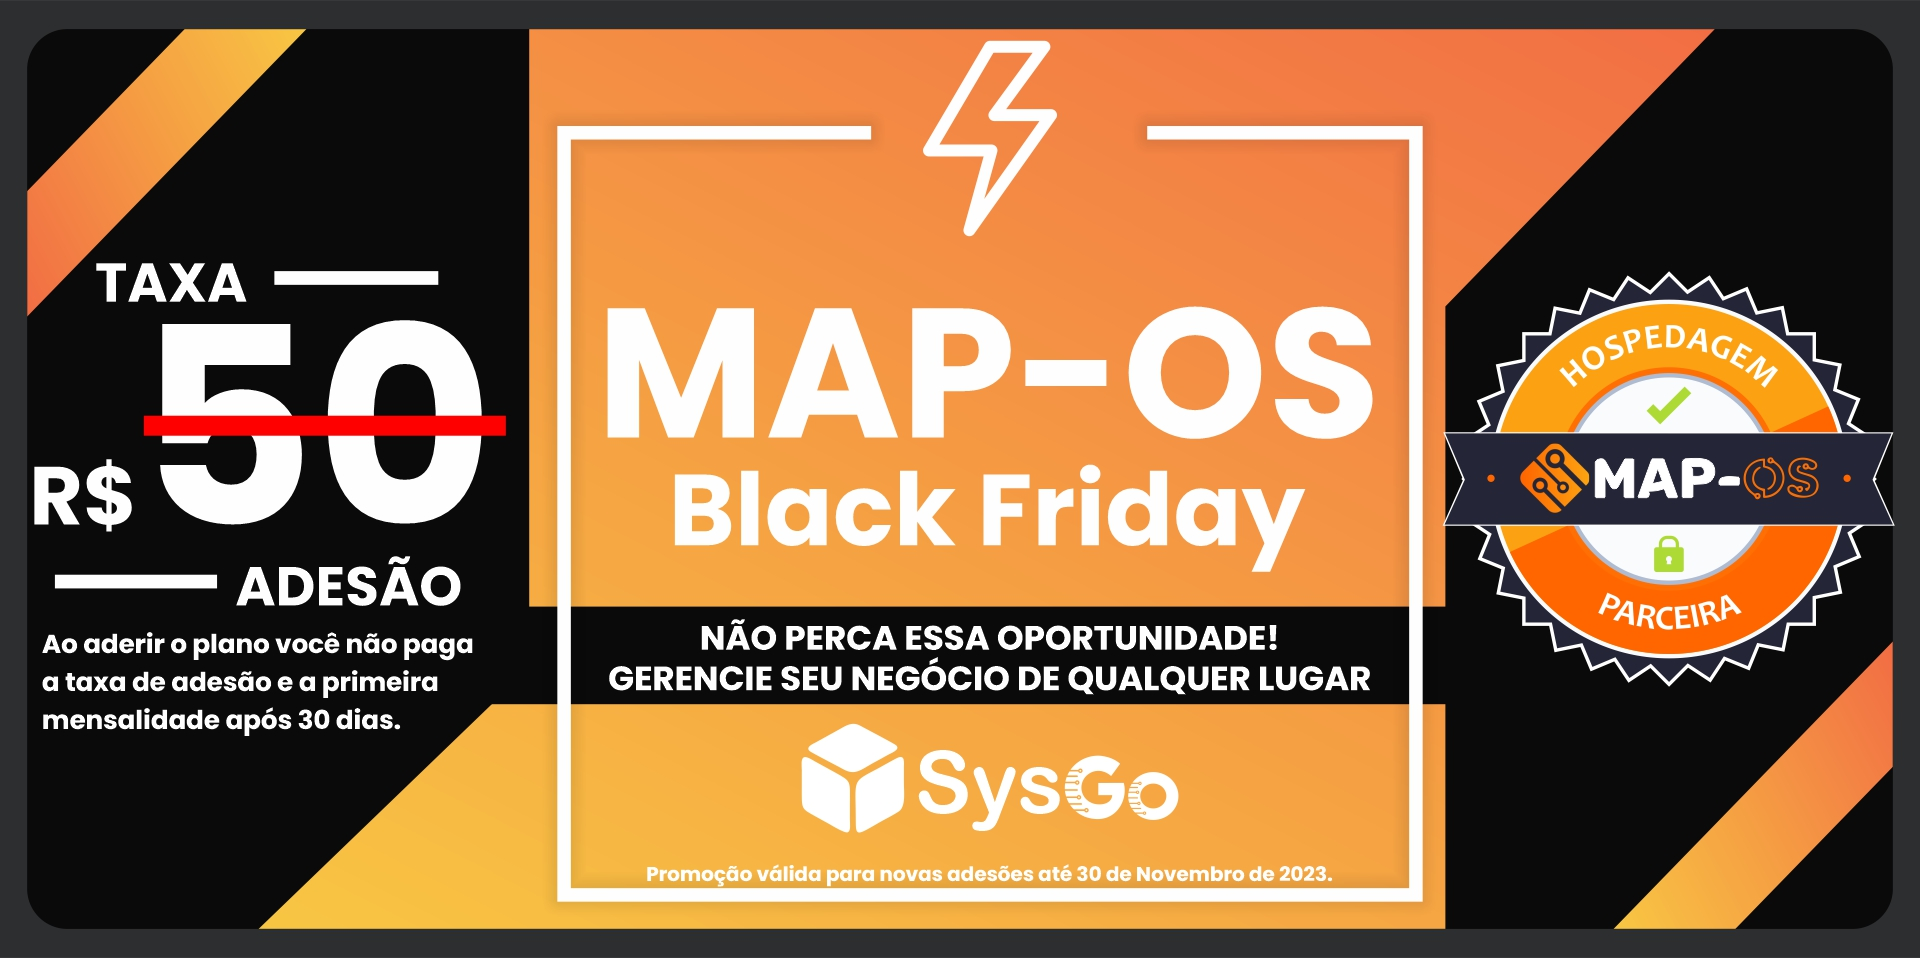 TAXA
R$ 50
ADESÃO
Ao aderir o plano você não paga
a taxa de adesão e a primeira
mensalidade após 30 dias.
MAP-OS
Black Friday
NÃO PERCA ESSA OPORTUNIDADE!
GERENCIE SEU NEGÓCIO DE QUALQUER LUGAR
SysGo
Promoção válida para novas adesões até 30 de Novembro de 2023.
HOSPEDAGEM
MAP-OS
PARCEIRA